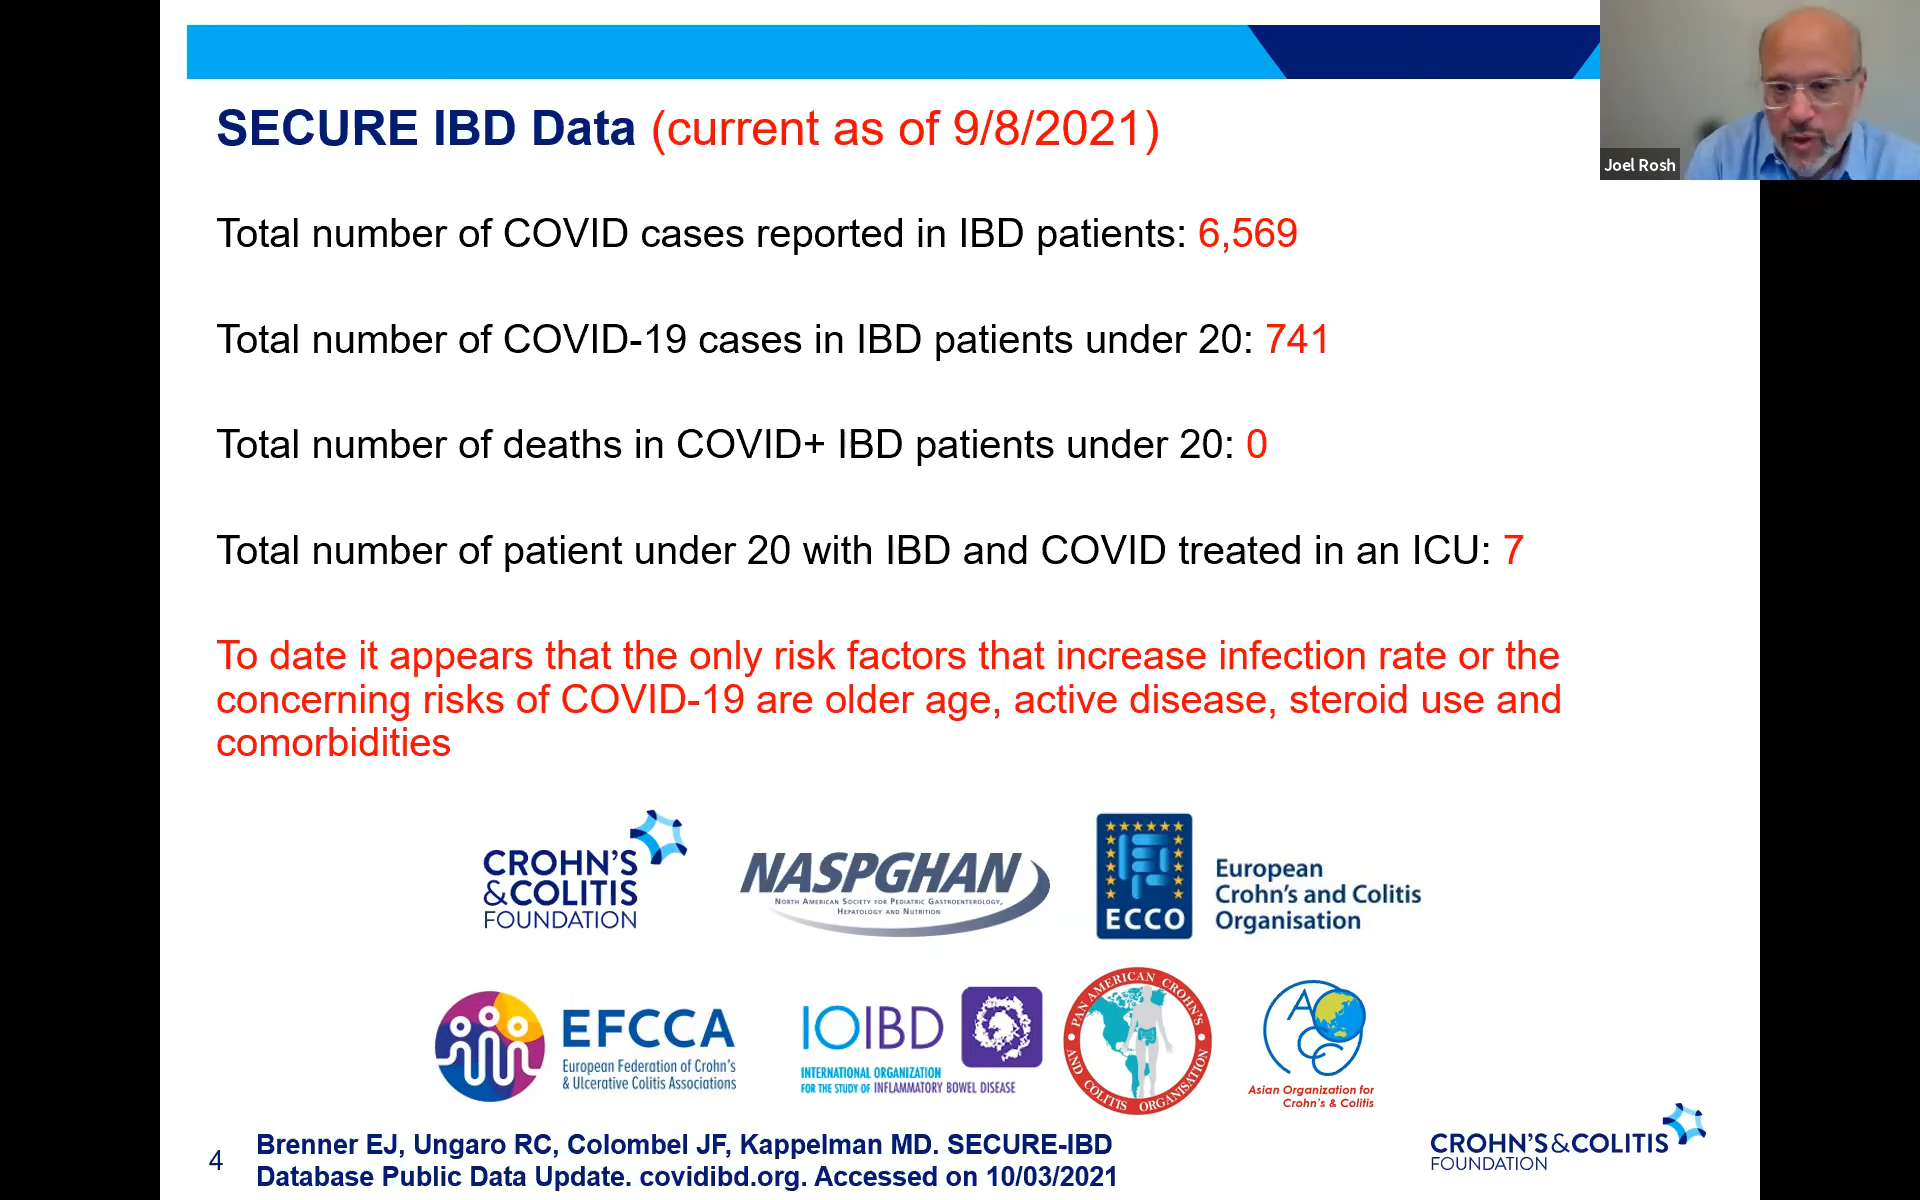 SECURE IBD Data (current as of 9/8/2021)
Joel Rosh
Total number of COVID cases reported in IBD patients: 6,569
Total number of COVID-19 cases in IBD patients under 20: 741
Total number of deaths in COVID+ IBD patients under 20: 0
Total number of patient under 20 with IBD and COVID treated in an ICU: 7
To date it appears that the only risk factors that increase infection rate or the
concerning risks of COVID-19 are older age, active disease, steroid use and
comorbidities
CROHN'S
&COLITIS
FOUNDATION
NASPGHAN
NORTH AMERICAN SOCIETY FOR PEDIATRIC GASTROENTEROLOGY,
HEPATOLOGY AND NUTRITION
ECCO
European
Crohn's and Colitis
Organisation
EFCCA
European Federation of Crohn's
& Ulcerative Colitis Associations
IOIBD
INTERNATIONAL ORGANIZATION
FOR THE STUDY OF INFLAMMATORY BOWEL DISEASE
PAN AMERICAN CROHN'S
AND COLITIS ORGANISATION
ACC
Asian Organization for
Crohn's & Colitis
4
Brenner EJ, Ungaro RC, Colombel JF, Kappelman MD. SECURE-IBD
Database Public Data Update. covidibd.org. Accessed on 10/03/2021
CROHN'S&COLITIS
FOUNDATION